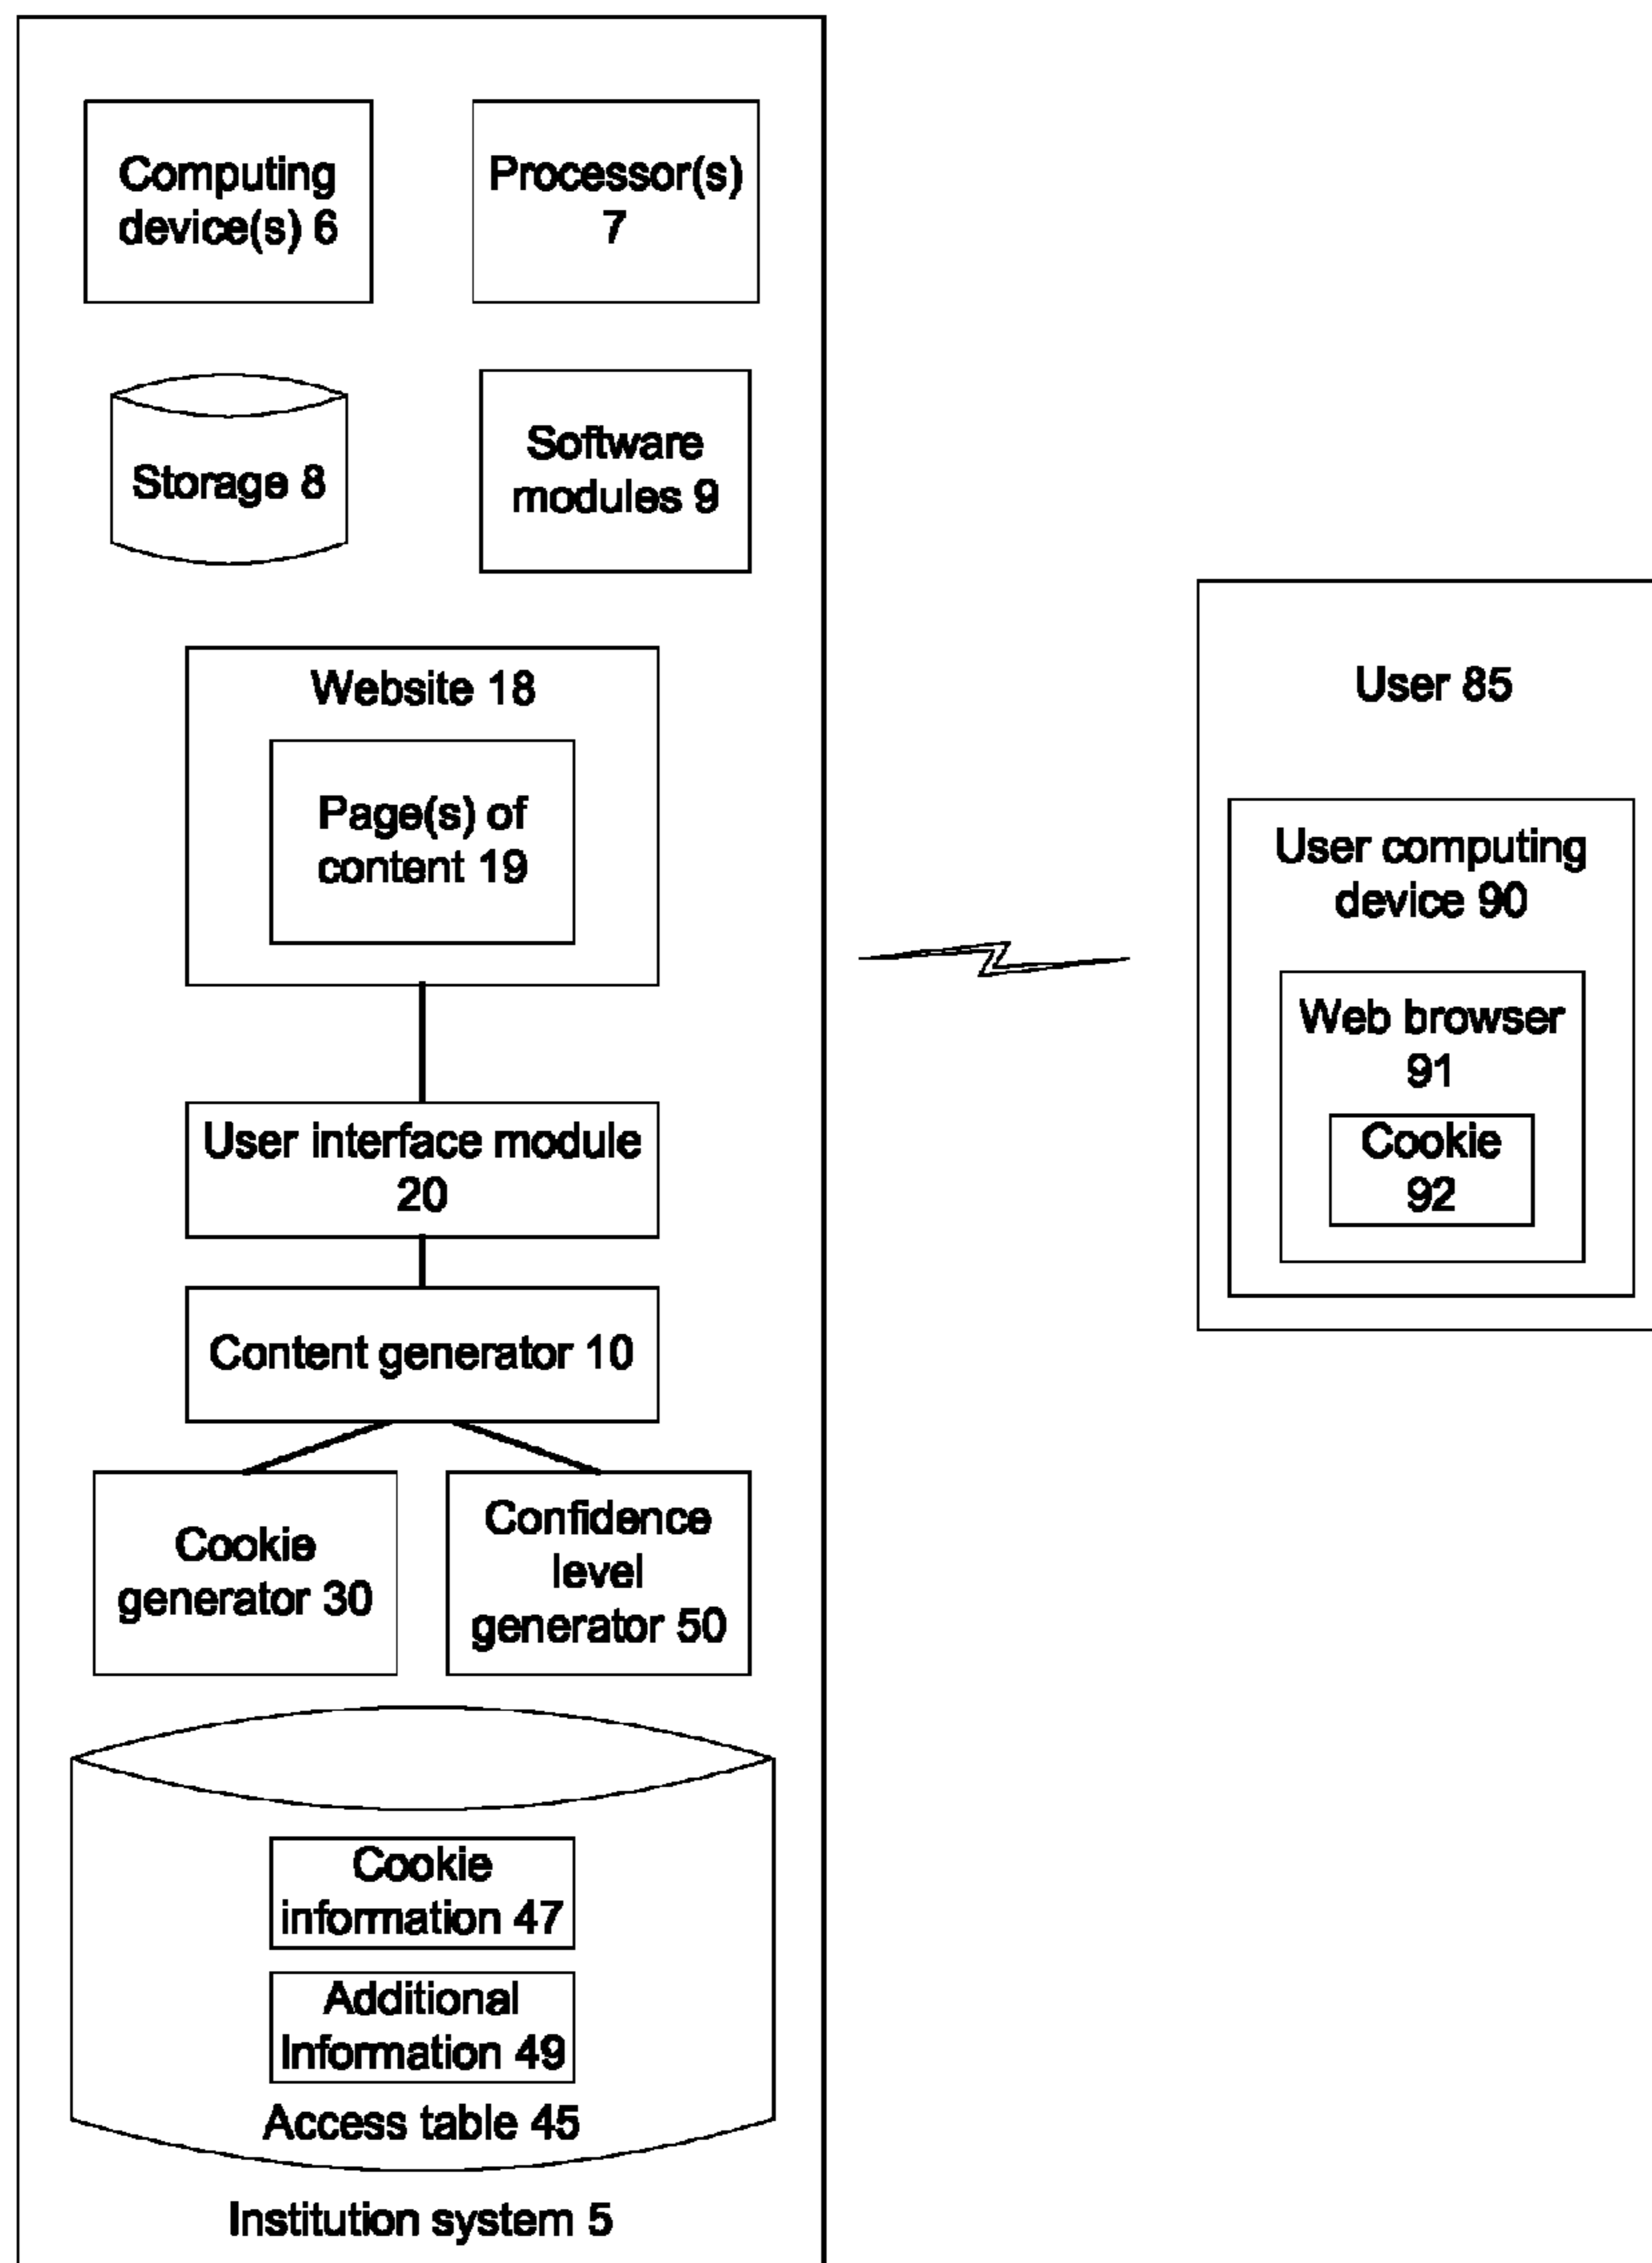 Computing
device(s) 6
Processor(s)
7
Storage 8
Software
modules 9
Website 18
Page(s) of
content 19
User interface module
20
Content generator 10
Cookie
generator 30
Confidence
level
generator 50
Cookie
information 47
Additional
Information 49
Access table 45
Institution system 5
User 85
User computing
device 90
Web browser
91
Cookie
92